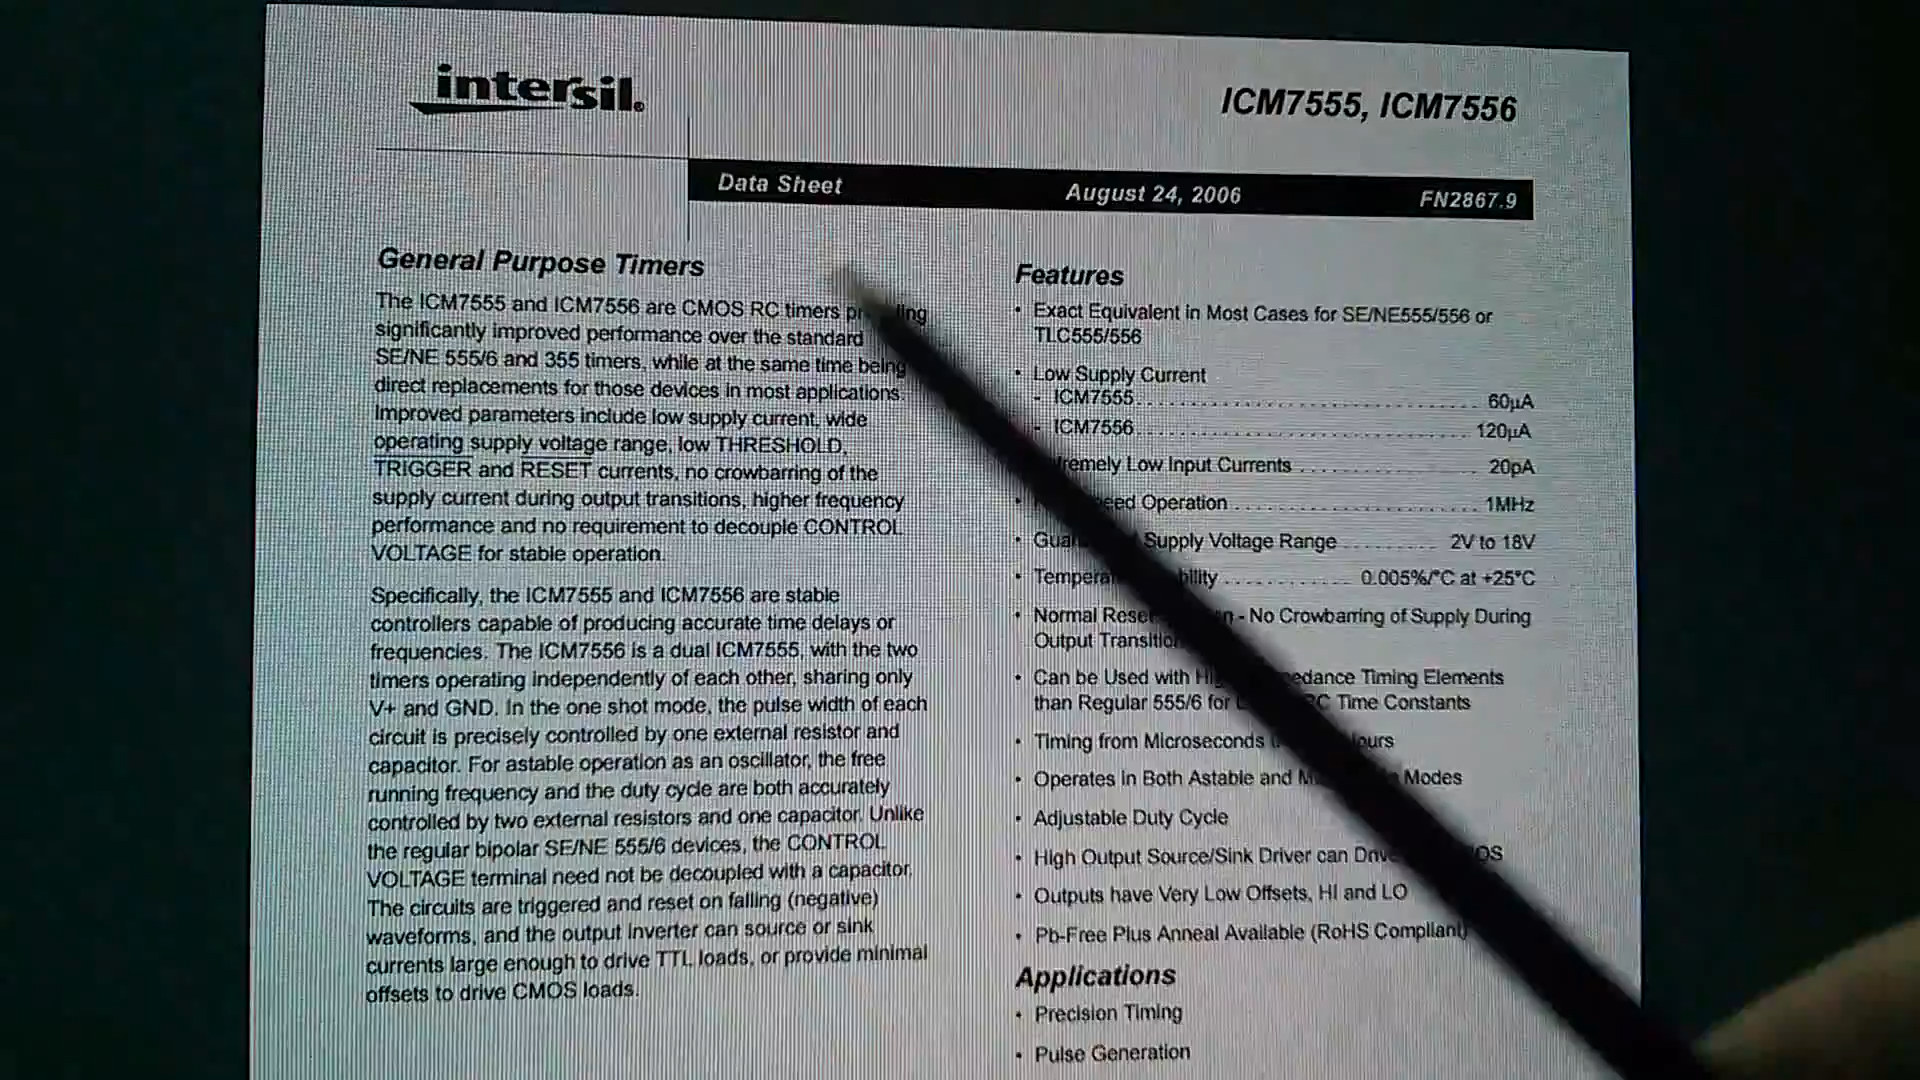 intersil®
ICM7555, ICM7556
Data Sheet August 24, 2006 FN2867.9
General Purpose Timers
The ICM7555 and ICM7556 are CMOS RC timers
significantly improved performance over the standard
SE/NE 555/6 and 355 timers, while at the same time being
direct replacements for those devices in most applications.
Improved parameters include low supply current, wide
operating supply voltage range, low THRESHOLD,
TRIGGER and RESET currents, no crowbarring of the
supply current during output transitions, higher frequency
performance and no requirement to decouple CONTROL
VOLTAGE for stable operation.
Specifically, the ICM7555 and ICM7556 are stable
controllers capable of producing accurate time delays or
frequencies. The ICM7556 is a dual ICM7555, with the two
timers operating independently of each other, sharing only
V+ and GND. In the one shot mode, the pulse width of each
circuit is precisely controlled by one external resistor and
capacitor. For astable operation as an oscillator, the free
running frequency and the duty cycle are both accurately
controlled by two external resistors and one capacitor. Unlike
the regular bipolar SE/NE 555/6 devices, the CONTROL
VOLTAGE terminal need not be decoupled with a capacitor.
The circuits are triggered and reset on falling (negative)
waveforms, and the output inverter can source or sink
currents large enough to drive TTL loads, or provide minimal
offsets to drive CMOS loads.
Features
• Exact Equivalent in Most Cases for SE/NE555/556 or
TLC555/556
• Low Supply Current
- ICM7555 60µA
- ICM7556 120µA
Low Input Currents 20pA
• Operation 1MHz
• Supply Voltage Range 2V to 18V
• 0.005%/°C at +25°C
• Normal - No Crowbarring of Supply During
Output
• Can be Used with Timing Elements
than Regular 555/6 for Time Constants
• Timing from Microseconds
• Operates in Both Astable and Modes
• Adjustable Duty Cycle
• High Output Source/Sink Driver can
• Outputs have Very Low Offsets, HI and LO
• Pb-Free Plus Anneal Available (RoHS Compliant)
Applications
• Precision Timing
• Pulse Generation